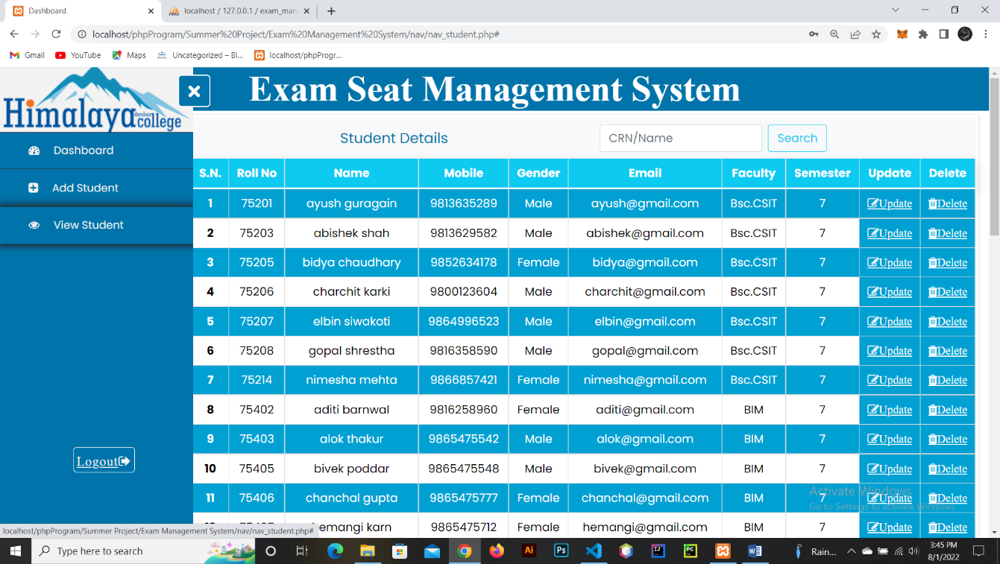 Dashboard
localhost / 127.0.0.1 / exam_man
localhost/phpProgram/Summer%20Project/Exam%20Management%20System/nav/nav_student.php#
Gmail YouTube Maps Uncategorized – Bl... localhost/phpProgr...
Himalaya
darshan
college
Exam Seat Management System
Dashboard
Add Student
View Student
Logout
Student Details CRN/Name Search
S.N. Roll No Name Mobile Gender Email Faculty Semester Update Delete
1 75201 ayush guragain 9813635289 Male ayush@gmail.com Bsc.CSIT 7 Update Delete
2 75203 abishek shah 9813629582 Male abishek@gmail.com Bsc.CSIT 7 Update Delete
3 75205 bidya chaudhary 9852634178 Female bidya@gmail.com Bsc.CSIT 7 Update Delete
4 75206 charchit karki 9800123604 Male charchit@gmail.com Bsc.CSIT 7 Update Delete
5 75207 elbin siwakoti 9864996523 Male elbin@gmail.com Bsc.CSIT 7 Update Delete
6 75208 gopal shrestha 9816358590 Male gopal@gmail.com Bsc.CSIT 7 Update Delete
7 75214 nimesha mehta 9866857421 Female nimesha@gmail.com Bsc.CSIT 7 Update Delete
8 75402 aditi barnwal 9816258960 Female aditi@gmail.com BIM 7 Update Delete
9 75403 alok thakur 9865475542 Male alok@gmail.com BIM 7 Update Delete
10 75405 bivek poddar 9865475548 Male bivek@gmail.com BIM 7 Update Delete
11 75406 chanchal gupta 9865475777 Female chanchal@gmail.com BIM 7 Update Delete
emangi karn 9865475712 Female hemangi@gmail.com BIM 7 Update Delete
Activate Windows
Go to Settings to activate Windows.
localhost/phpProgram/Summer Project/Exam Management System/nav/nav_student.php#
Type here to search
Ai Ps
Rain...
3:45 PM
8/1/2022